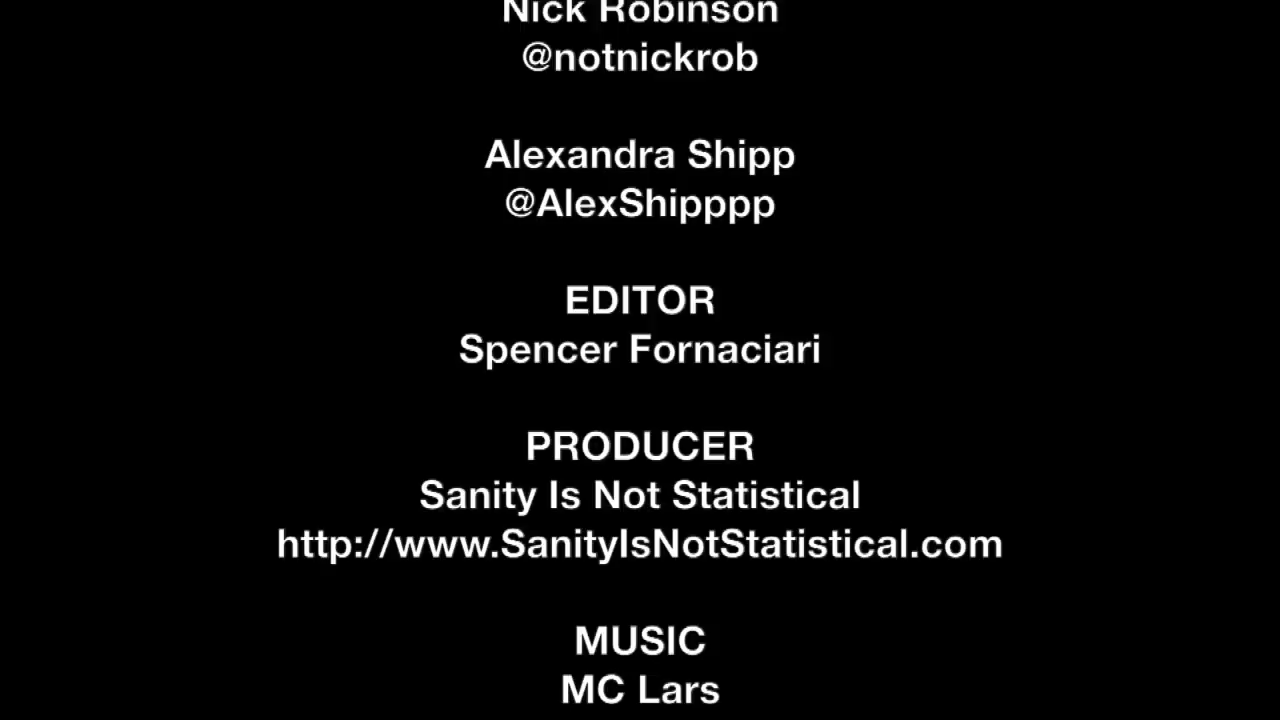 Nick Robinson
@notnickrob
Alexandra Shipp
@AlexShipppp
EDITOR
Spencer Fornaciari
PRODUCER
Sanity Is Not Statistical
http://www.SanityIsNotStatistical.com
MUSIC
MC Lars